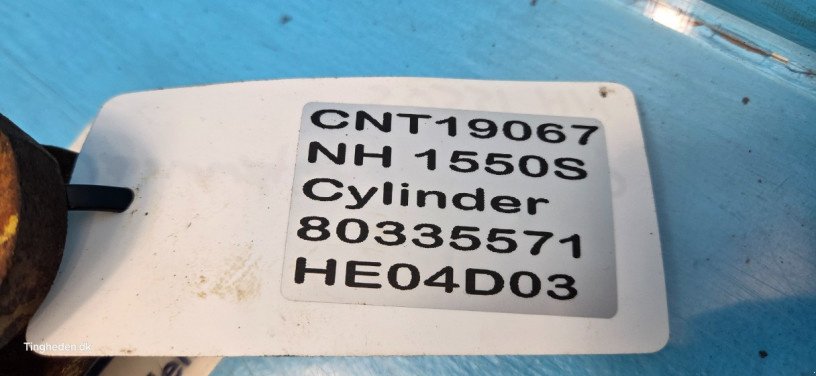 CNT19067
NH 1550S
Cylinder
80335571
HE04D03
Tingheden.dk